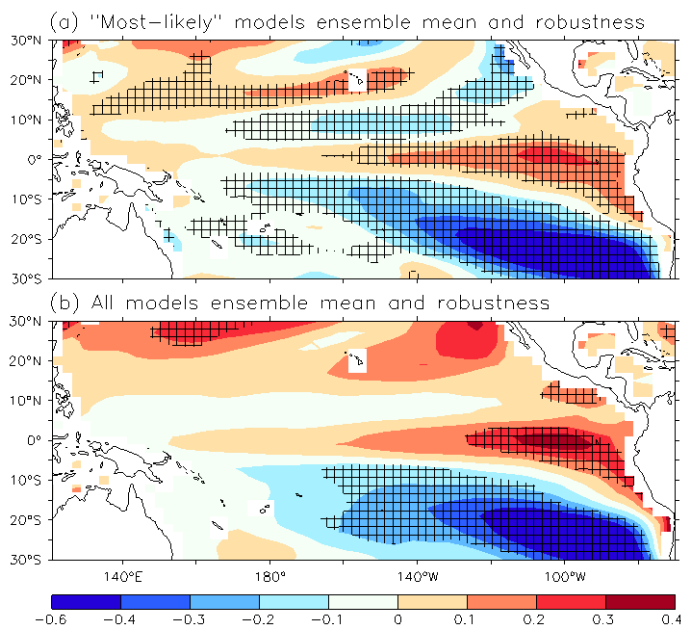 (a) "Most-likely" models ensemble mean and robustness
30°N
20°N
10°N
0°
10°S
20°S
30°S
(b) All models ensemble mean and robustness
30°N
20°N
10°N
0°
10°S
20°S
30°S
140°E 180° 140°W 100°W
-0.6 -0.4 -0.3 -0.2 -0.1 0 0.1 0.2 0.3 0.4